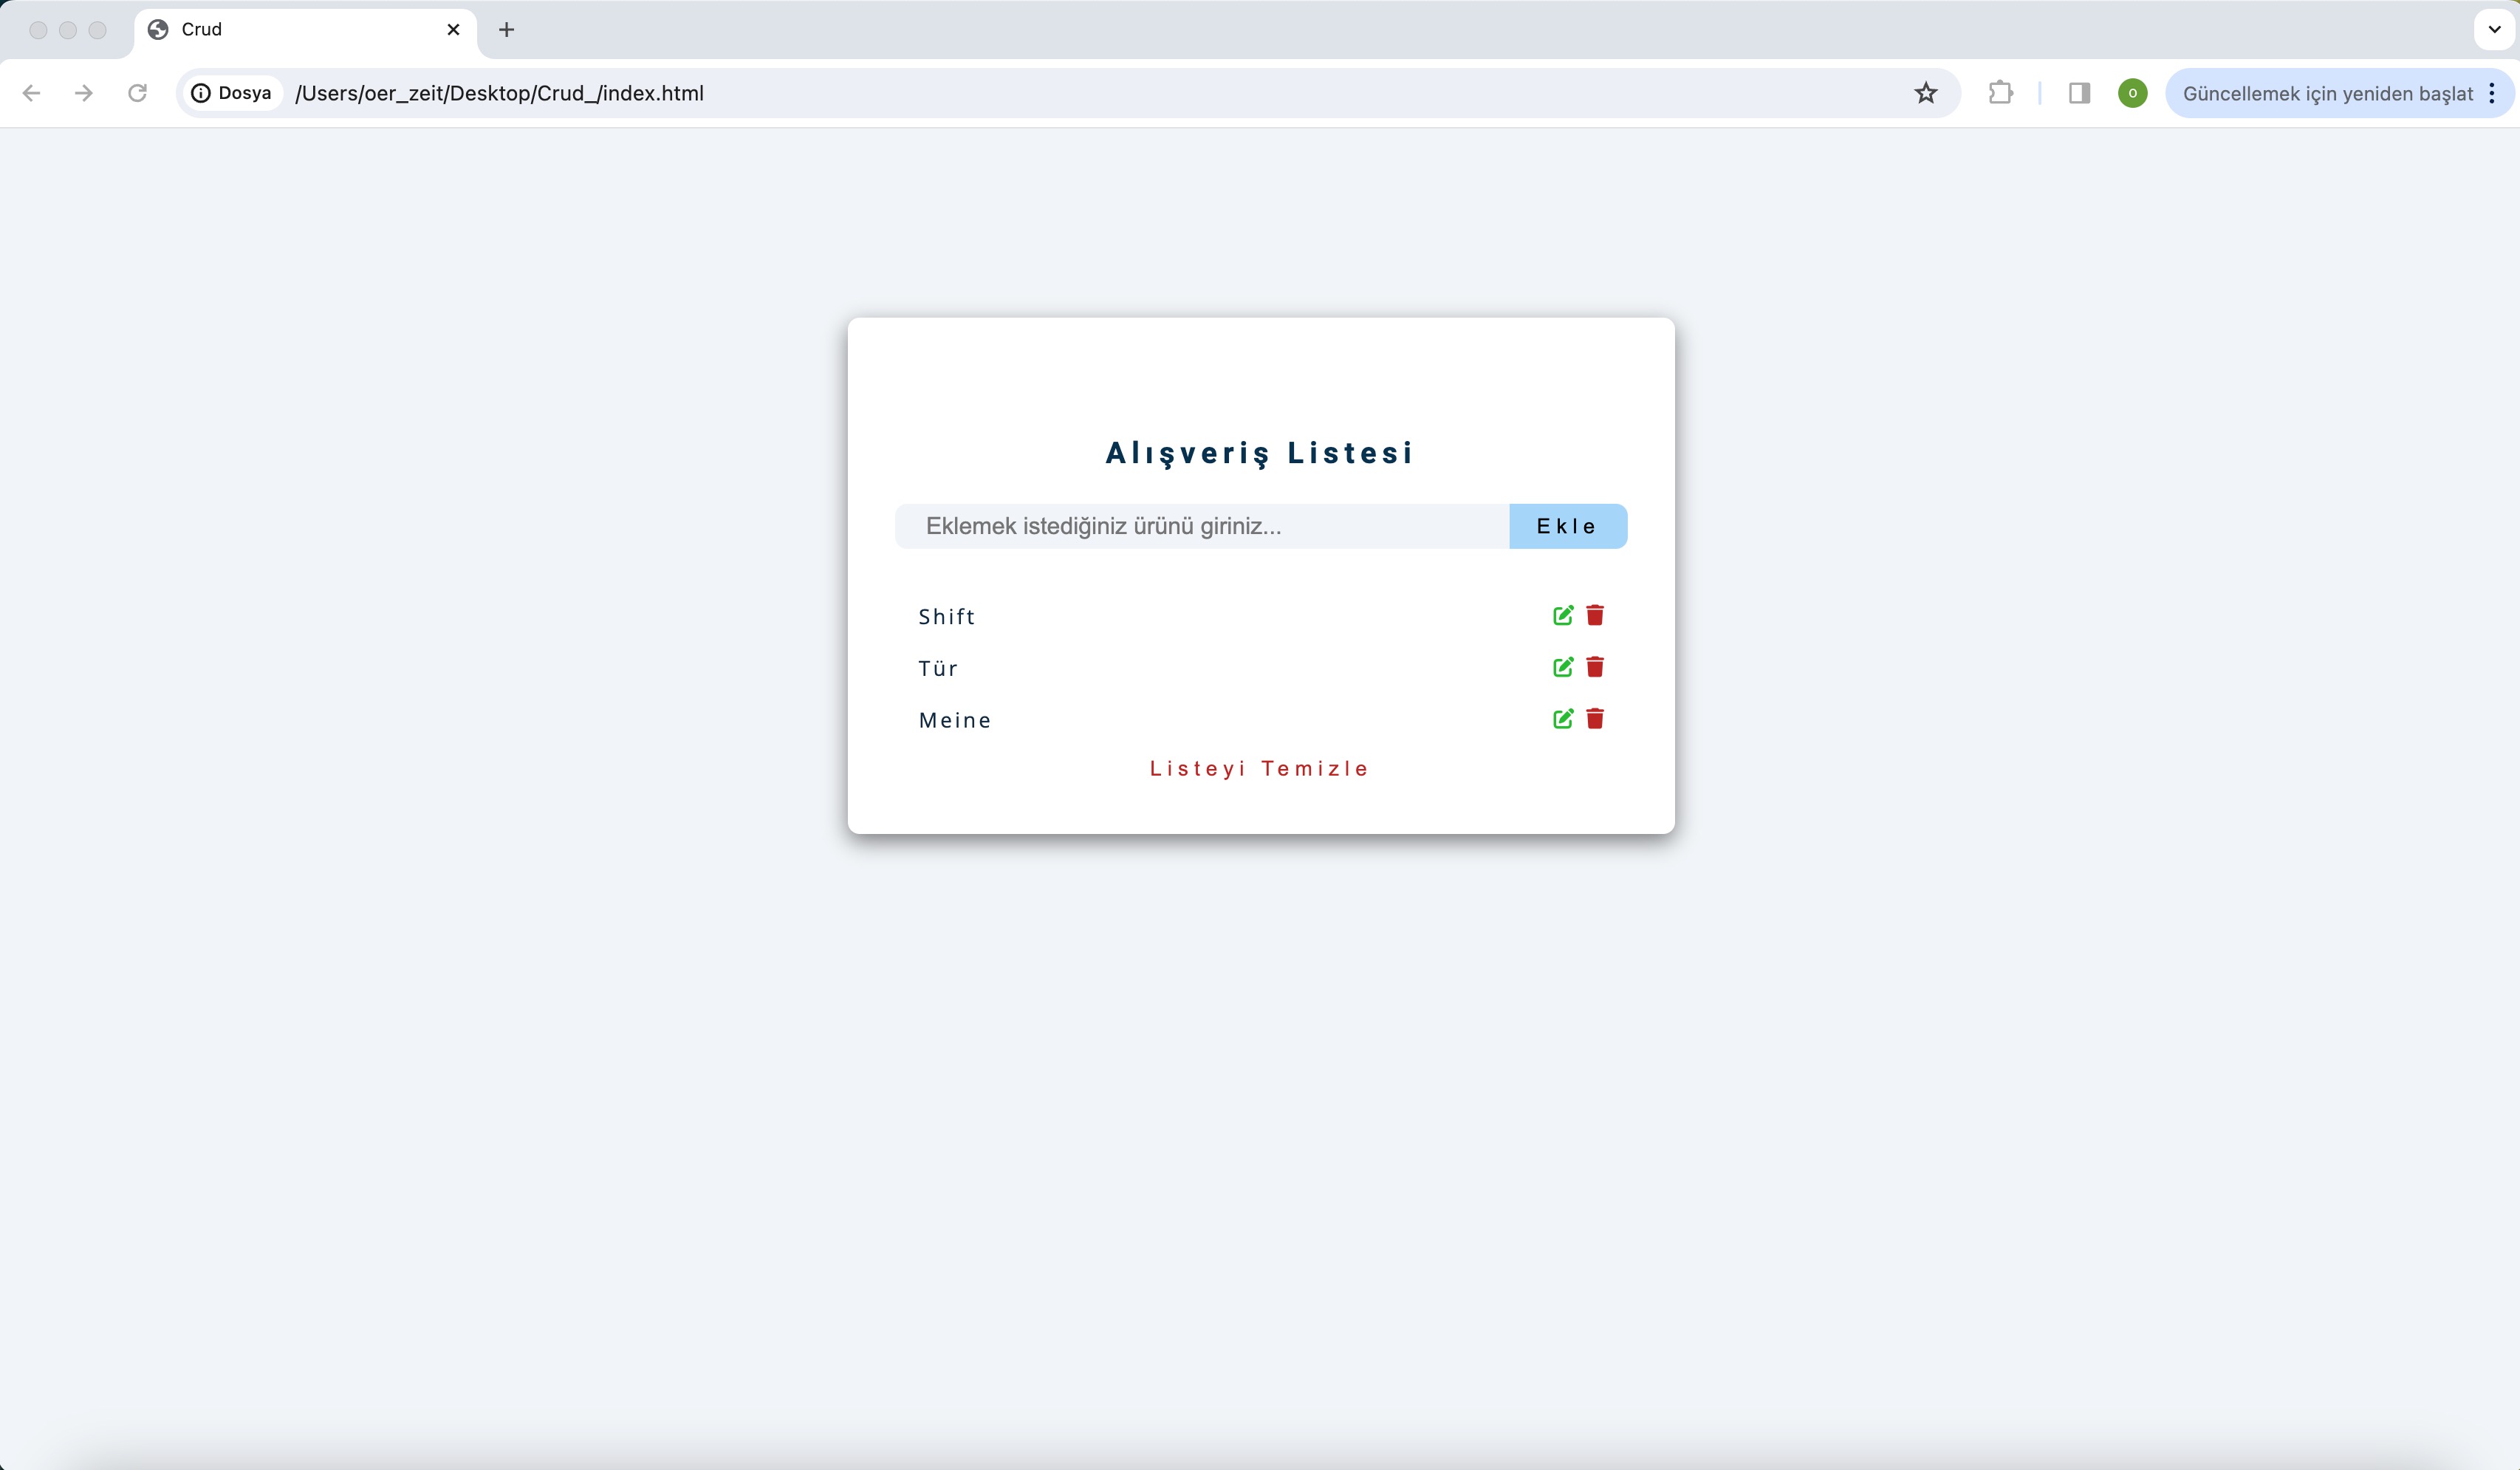 Crud
Dosya /Users/oer_zeit/Desktop/Crud_/index.html
o
Güncellemek için yeniden başlat
Alışveriş Listesi
Eklemek istediğiniz ürünü giriniz...
Ekle
Shift
Tür
Meine
Listeyi Temizle